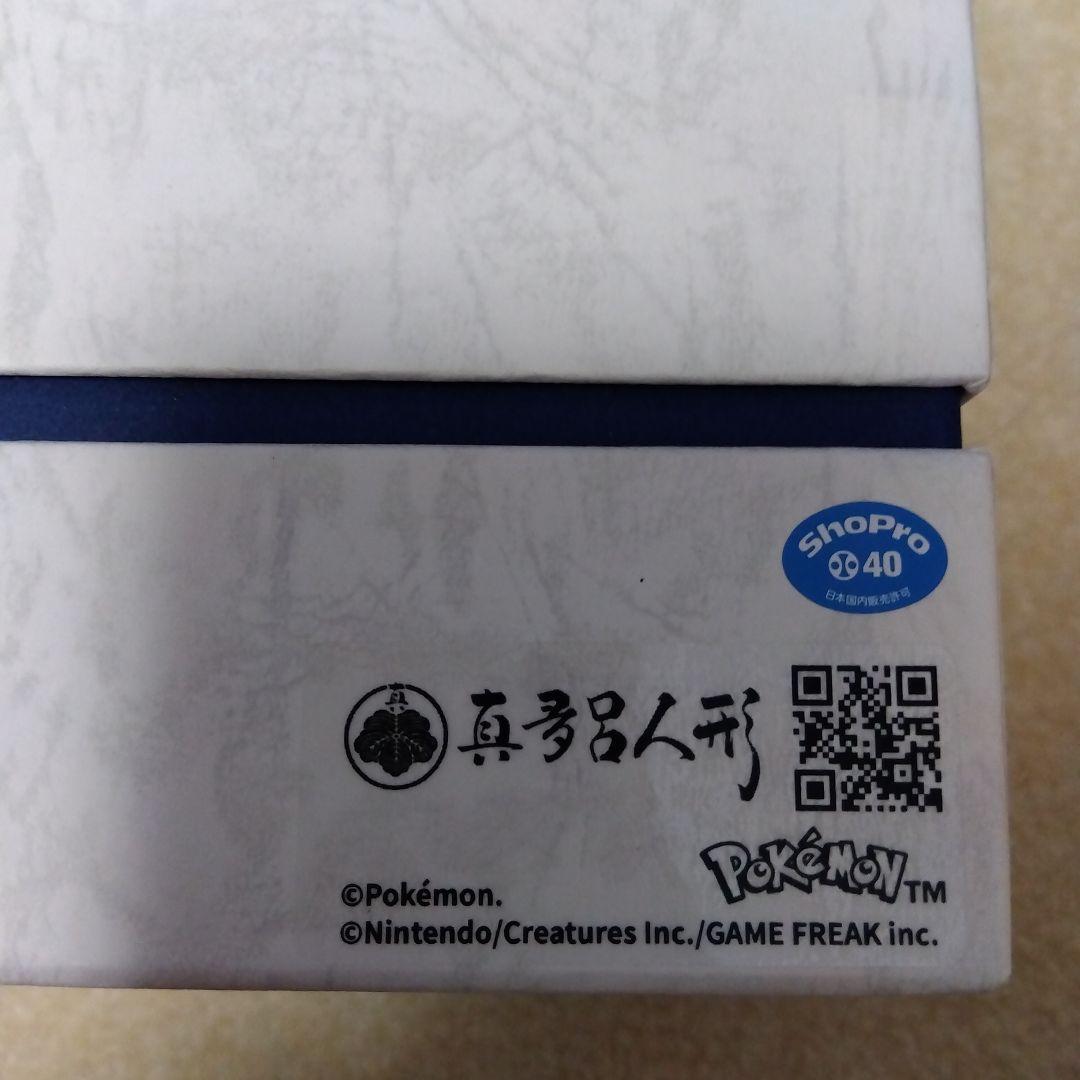 ShoPro
40
日本国内販売許可
真
真多呂人形
Pokémon TM
©Pokémon.
©Nintendo/Creatures Inc./GAME FREAK inc.